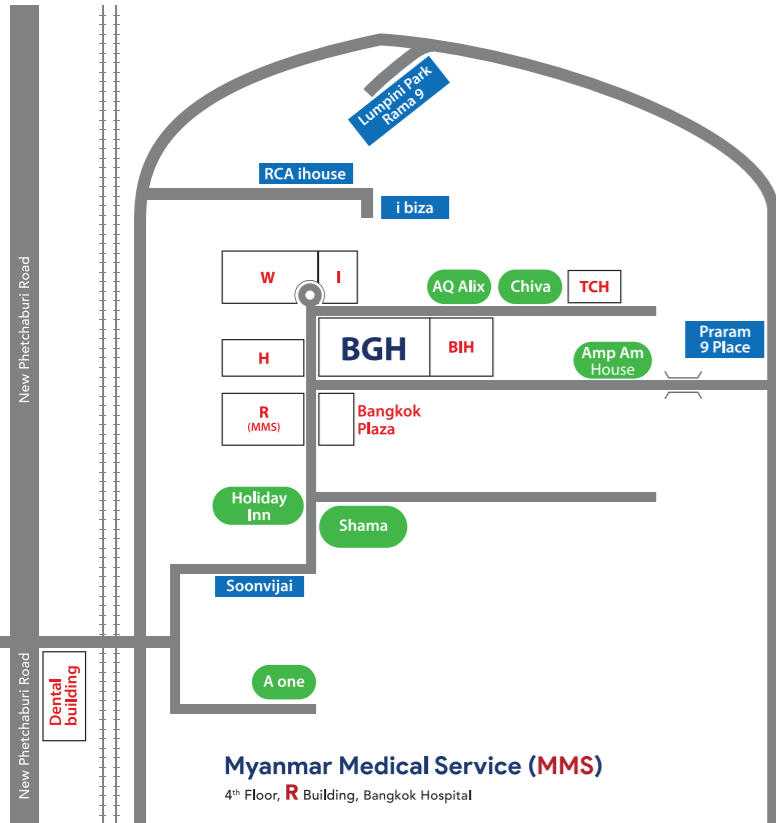 Lumpini Park
Rama 9
RCA ihouse
i biza
New Phetchaburi Road
W
I
AQ Alix
Chiva
TCH
BGH
BIH
Praram
9 Place
H
Amp Am
House
R
(MMS)
Bangkok
Plaza
Holiday
Inn
Shama
Soonvijai
New Phetchaburi Road
Dental
building
A one
Myanmar Medical Service (MMS)
4th Floor, R Building, Bangkok Hospital